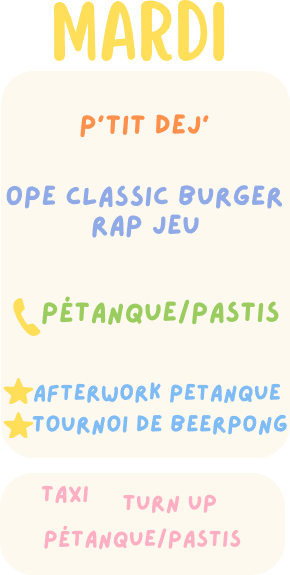 MARDI
P'TIT DEJ'
OPE CLASSIC BURGER
RAP JEU
PÉTANQUE/PASTIS
AFTERWORK PETANQUE
TOURNOI DE BEERPONG
TAXI TURN UP
PÉTANQUE/PASTIS